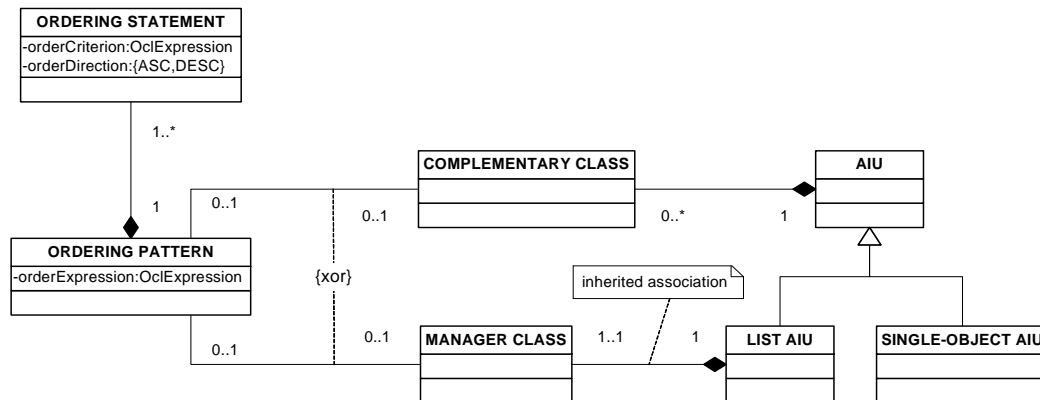 ORDERING STATEMENT
-orderCriterion:OclExpression
-orderDirection:{ASC,DESC}
1..*
1
ORDERING PATTERN
-orderExpression:OclExpression
0..1
0..1
COMPLEMENTARY CLASS
0..*
1
AIU
{xor}
inherited association
0..1
0..1
MANAGER CLASS
1..1
1
LIST AIU
SINGLE-OBJECT AIU